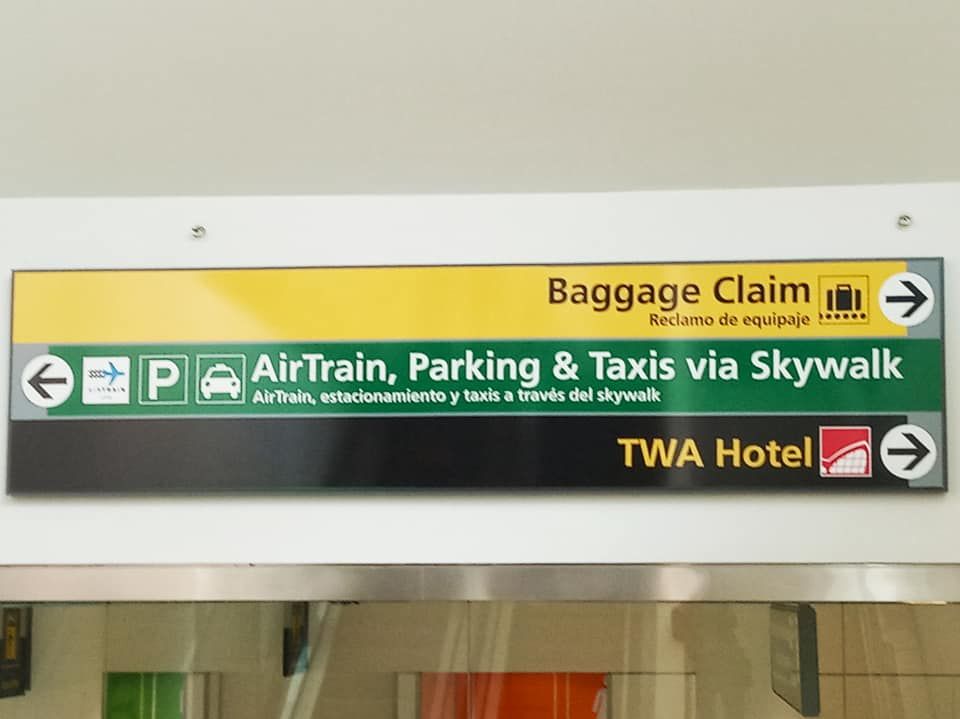 Baggage Claim
Reclamo de equipaje
P AirTrain, Parking & Taxis via Skywalk
AirTrain, estacionamiento y taxis a través del skywalk
TWA Hotel